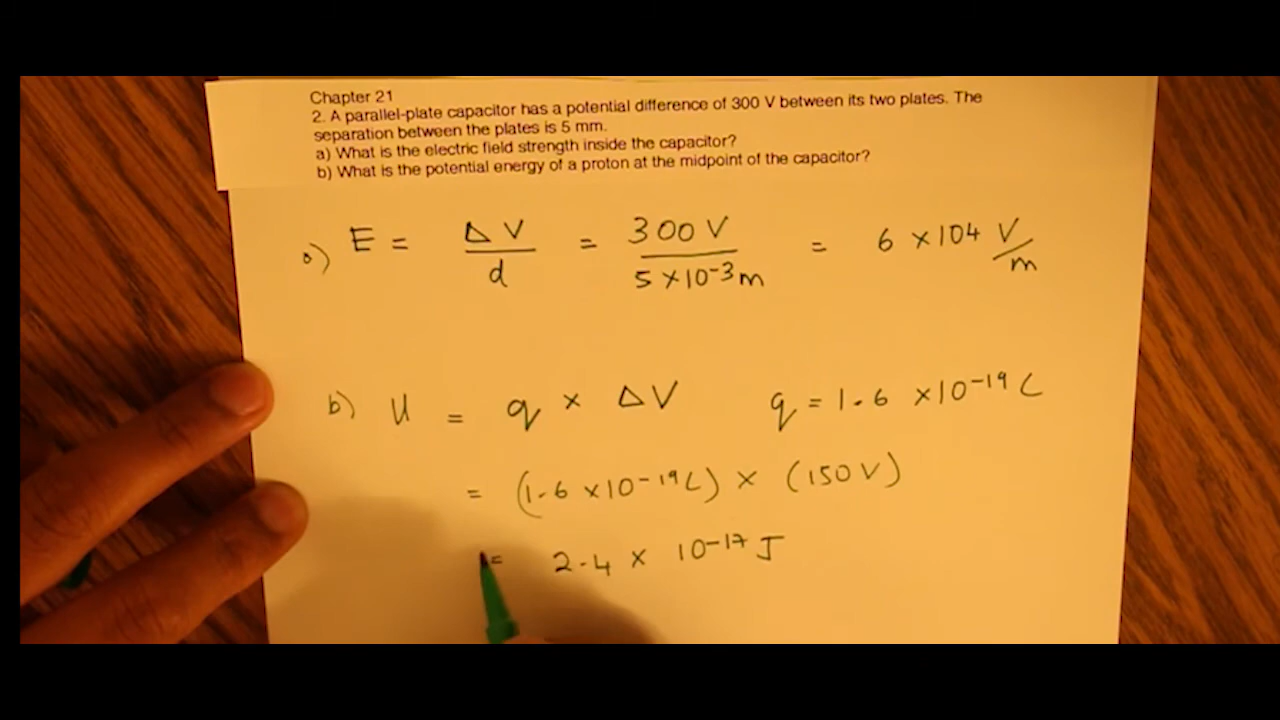 Chapter 21
2. A parallel-plate capacitor has a potential difference of 300 V between its two plates. The
separation between the plates is 5 mm.
a) What is the electric field strength inside the capacitor?
b) What is the potential energy of a proton at the midpoint of the capacitor?
a) E = ΔV/d = 300 V/5 × 10⁻³ m = 6 × 10⁴ V/m
b) U = q × ΔV q = 1.6 × 10⁻¹⁹ C
= (1.6 × 10⁻¹⁹ C) × (150 V)
= 2.4 × 10⁻¹⁷ J